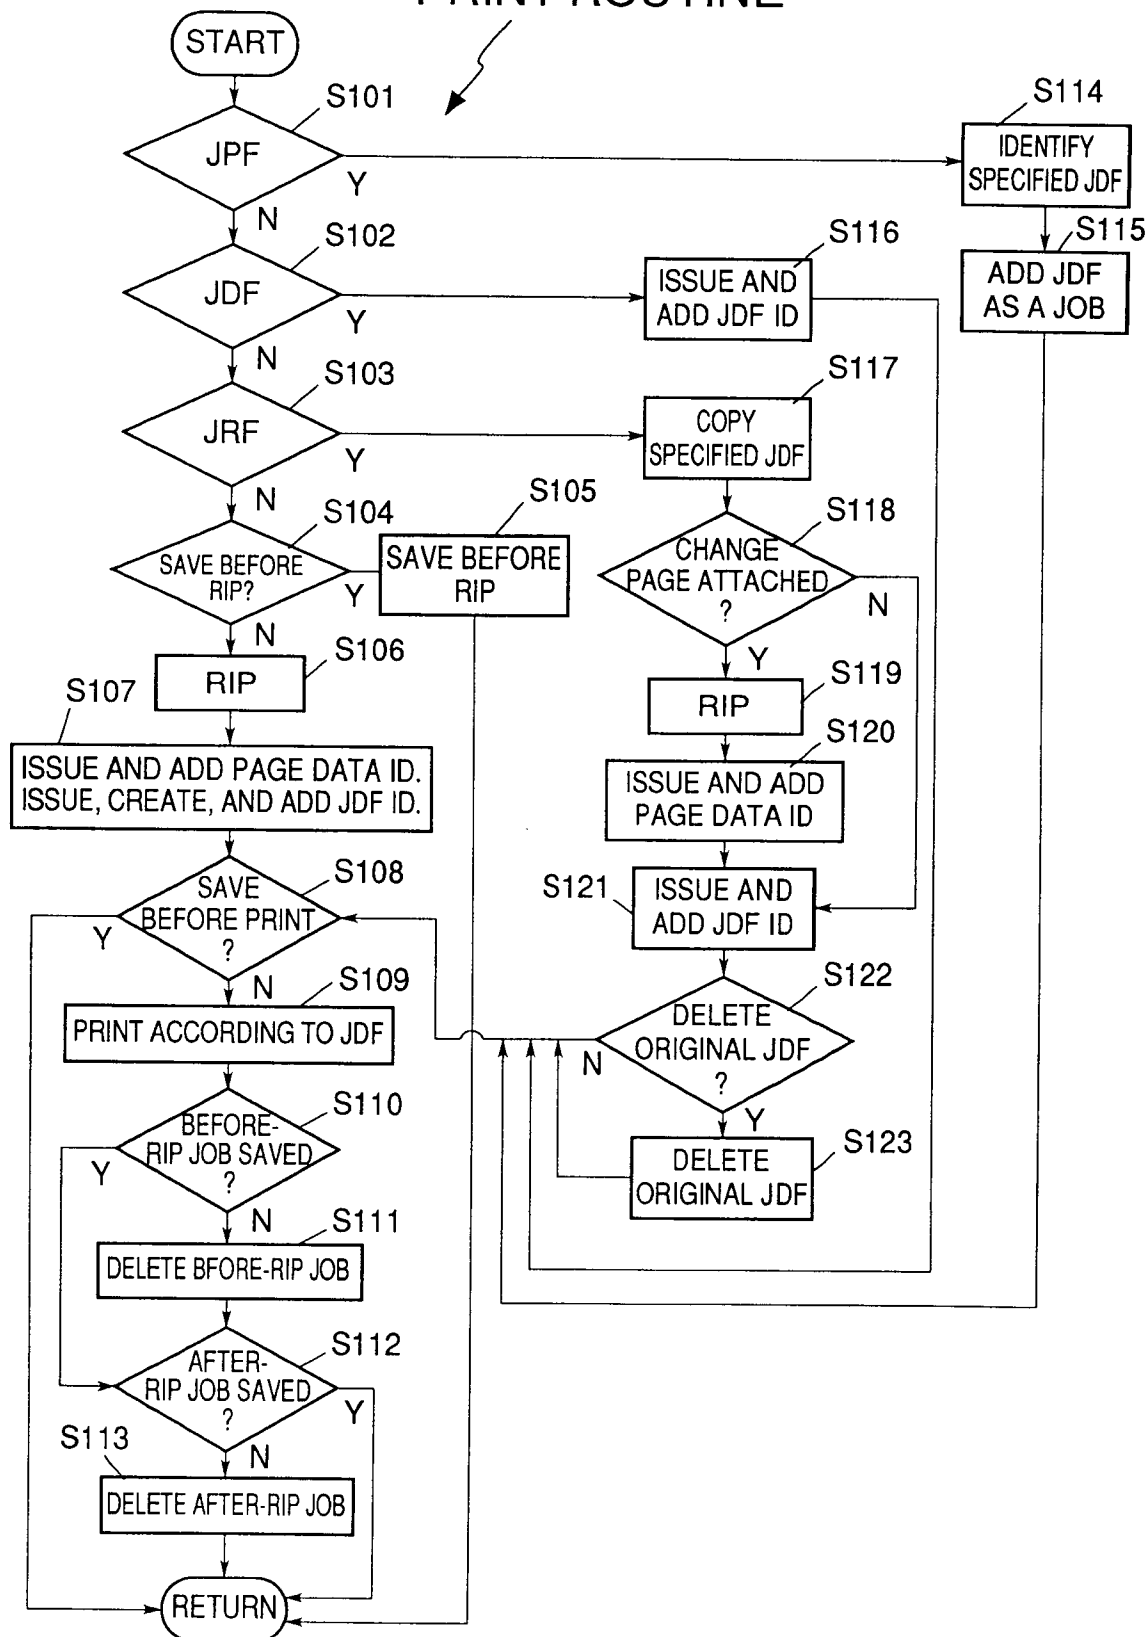 PRINT ROUTINE
START
S101
JPF
Y
N
S114
IDENTIFY
SPECIFIED JDF
S115
ADD JDF
AS A JOB
S102
JDF
Y
N
S116
ISSUE AND
ADD JDF ID
S103
JRF
Y
N
S117
COPY
SPECIFIED JDF
S104
SAVE BEFORE
RIP?
Y
N
S105
SAVE BEFORE
RIP
S118
CHANGE
PAGE ATTACHED
?
N
Y
S106
RIP
S119
RIP
S107
ISSUE AND ADD PAGE DATA ID.
ISSUE, CREATE, AND ADD JDF ID.
S120
ISSUE AND ADD
PAGE DATA ID
S108
SAVE
BEFORE PRINT
?
Y
N
S121
ISSUE AND
ADD JDF ID
S109
PRINT ACCORDING TO JDF
S122
DELETE
ORIGINAL JDF
?
N
Y
S110
BEFORE-
RIP JOB SAVED
?
Y
N
S123
DELETE
ORIGINAL JDF
S111
DELETE BFORE-RIP JOB
S112
AFTER-
RIP JOB SAVED
?
Y
N
S113
DELETE AFTER-RIP JOB
RETURN